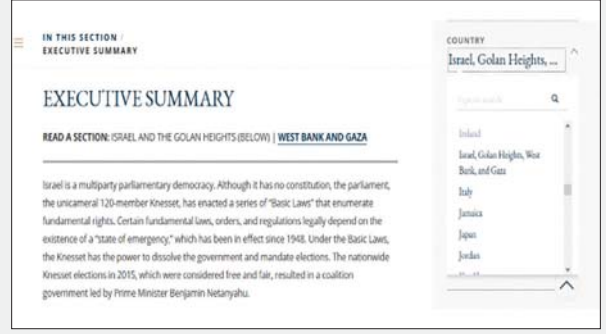 IN THIS SECTION /
EXECUTIVE SUMMARY
EXECUTIVE SUMMARY
READ A SECTION: ISRAEL AND THE GOLAN HEIGHTS (BELOW) | WEST BANK AND GAZA
Israel is a multiparty parliamentary democracy. Although it has no constitution, the parliament,
the unicameral 120-member Knesset, has enacted a series of "Basic Laws" that enumerate
fundamental rights. Certain fundamental laws, orders, and regulations legally depend on the
existence of a "state of emergency," which has been in effect since 1948. Under the Basic Laws,
the Knesset has the power to dissolve the government and mandate elections. The nationwide
Knesset elections in 2015, which were considered free and fair, resulted in a coalition
government led by Prime Minister Benjamin Netanyahu.
COUNTRY
Israel, Golan Heights, ...
Type to search
Ireland
Israel, Golan Heights, West
Bank, and Gaza
Italy
Jamaica
Japan
Jordan